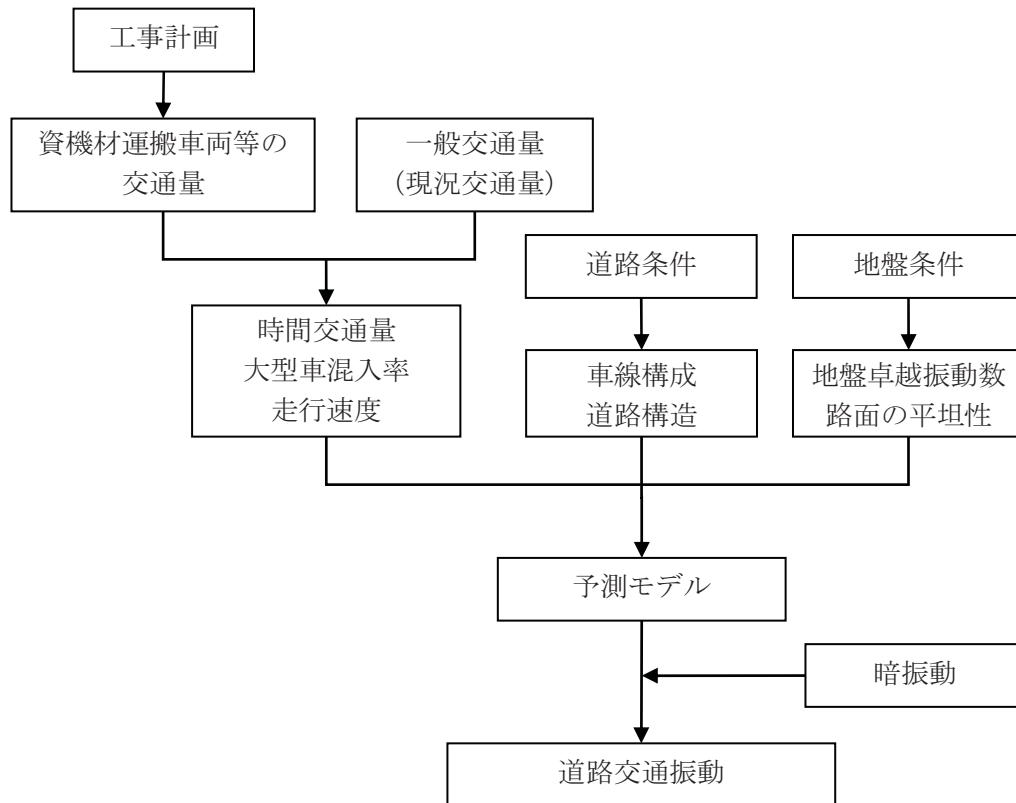 工事計画
資機材運搬車両等の
交通量
一般交通量
（現況交通量）
道路条件
地盤条件
時間交通量
大型車混入率
走行速度
車線構成
道路構造
地盤卓越振動数
路面の平坦性
予測モデル
暗振動
道路交通振動